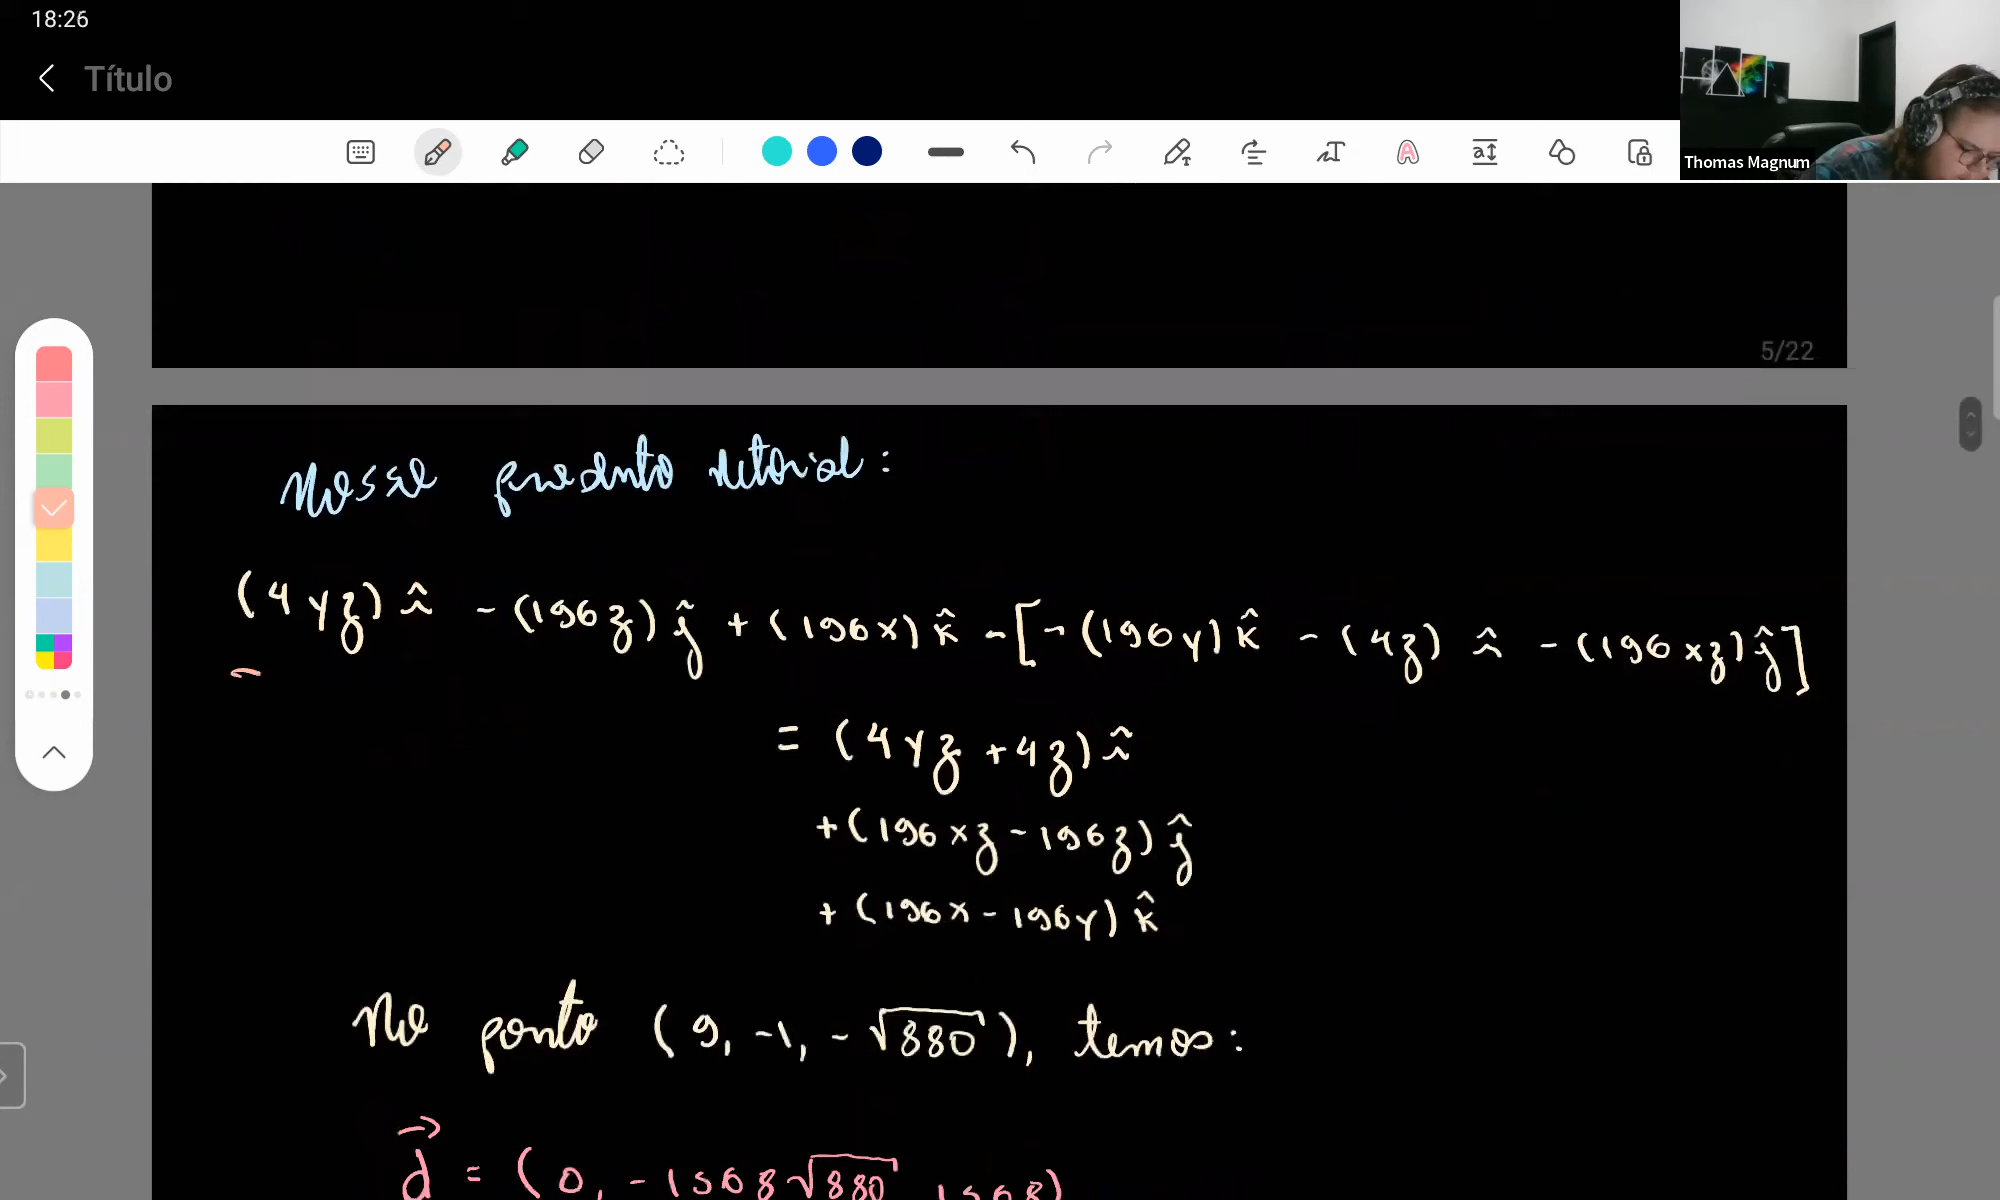 18:26
Título
Thomas Magnum
5/22
Nosso produto vetorial:
(4yz) î - (196z) ĵ + (196x) k̂ - [-(196y) k̂ - (4z) î - (196xz) ĵ]
= (4yz + 4z) î
+ (196xz - 196z) ĵ
+ (196x - 196y) k̂
No ponto (9, -1, -√880), temos:
d⃗ = (0, -1568√880, 1568)